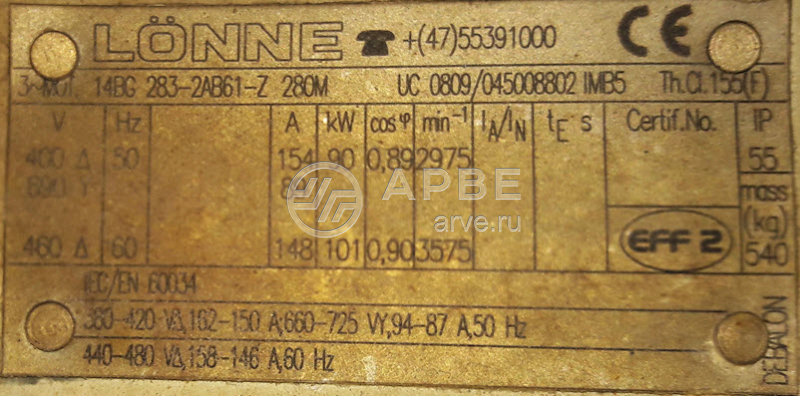 LÖNNE ☎ +(47)55391000 CE
3~MOT. 14BG 283-2AB61-Z 280M UC 0809/045008802 IMB5 Th.Cl.155(F)
V Hz A kW cosφ min⁻¹ IA/IN tE s Certif.No. IP
400 Δ 50 154 90 0,89 2975 55
690 Y
mass
(kg)
460 Δ 60 148 101 0,90 3575 EFF 2 540
IEC/EN 60034
380-420 VΔ,162-150 A;660-725 VY,94-87 A,50 Hz
440-480 VΔ,158-146 A,60 Hz
DEBALON
АРВЕ
arve.ru